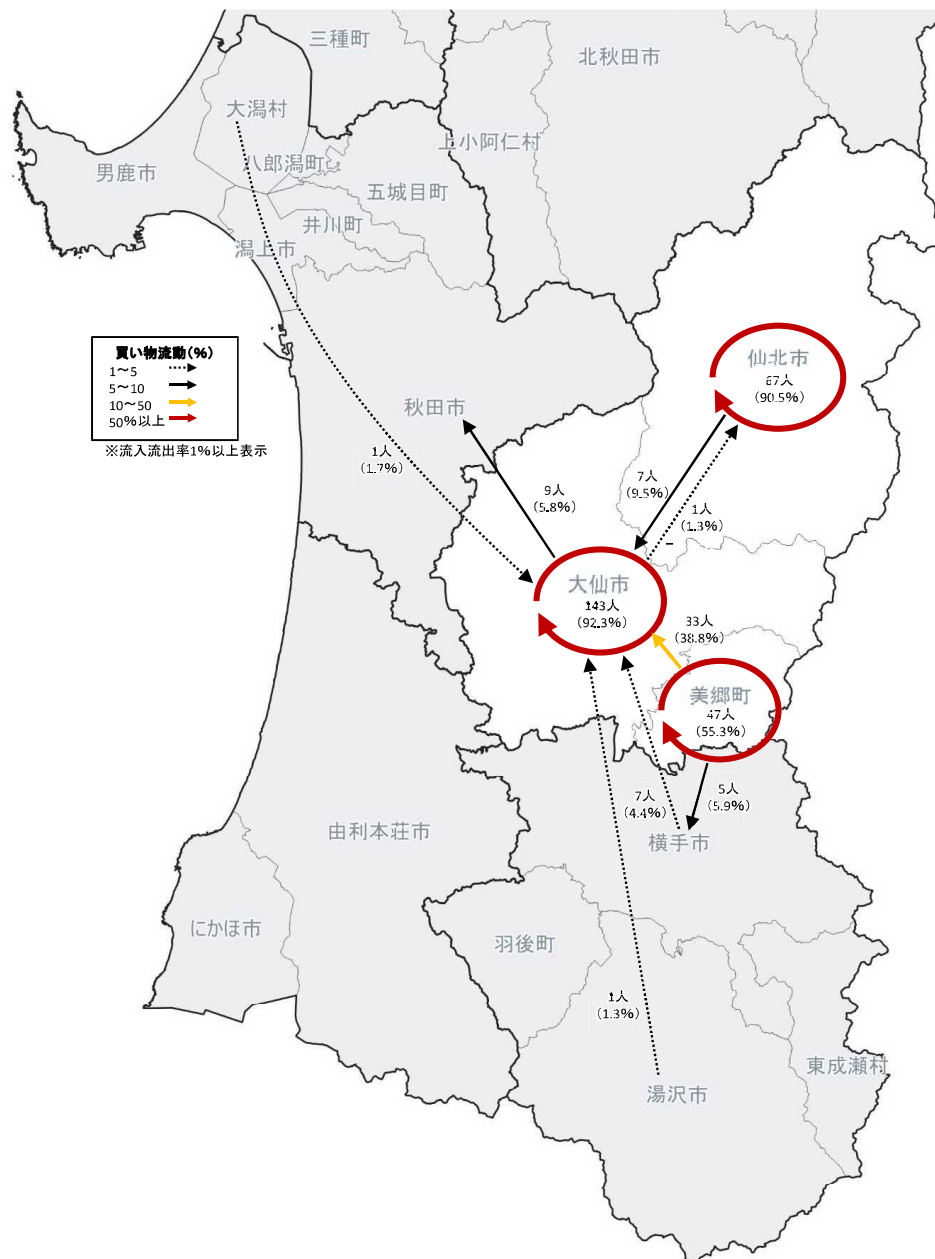 三種町
北秋田市
大潟村
上小阿仁村
八郎潟町
男鹿市
五城目町
井川町
潟上市
買い物流動(%)
1～5
5～10
10～50
50%以上
※流入流出率1%以上表示
仙北市
67人
(90.5%)
秋田市
1人
(1.7%)
9人
(5.8%)
7人
(9.5%)
1人
(1.3%)
大仙市
143人
(92.3%)
33人
(38.8%)
美郷町
47人
(55.3%)
7人
(4.4%)
5人
(5.9%)
横手市
由利本荘市
にかほ市
羽後町
1人
(1.3%)
東成瀬村
湯沢市